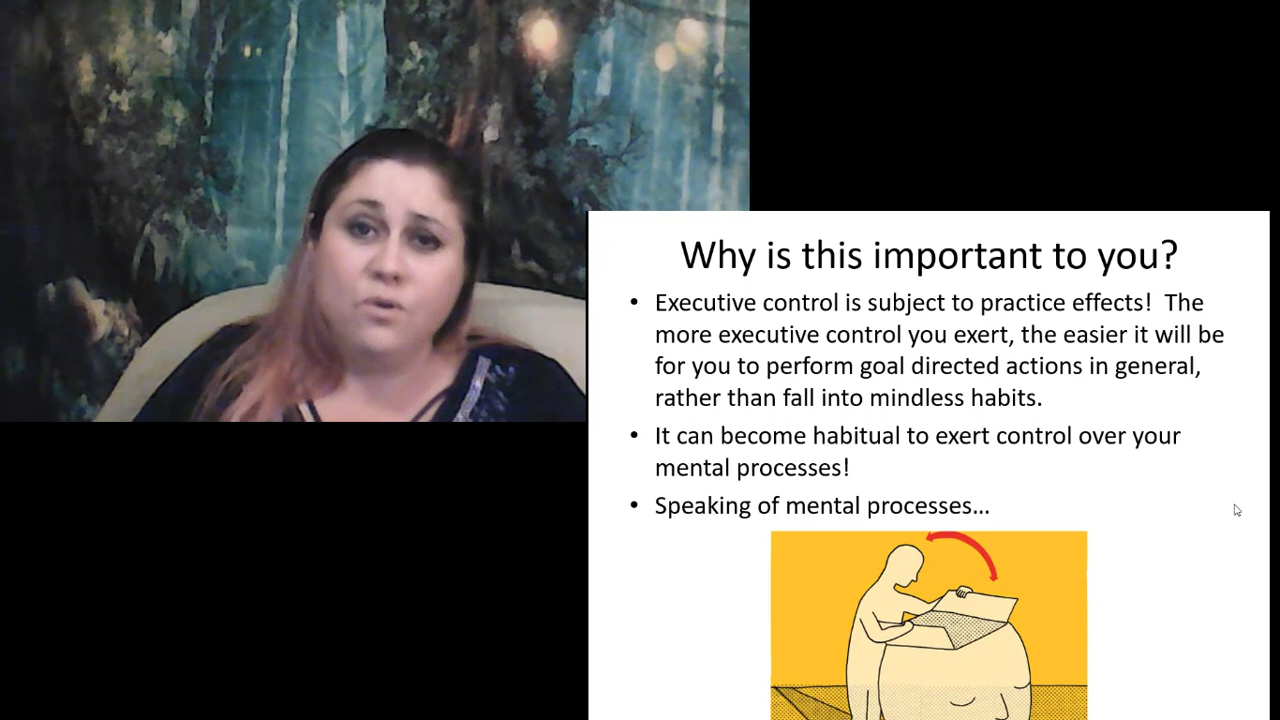 Why is this important to you?
• Executive control is subject to practice effects!  The
more executive control you exert, the easier it will be
for you to perform goal directed actions in general,
rather than fall into mindless habits.
• It can become habitual to exert control over your
mental processes!
• Speaking of mental processes…